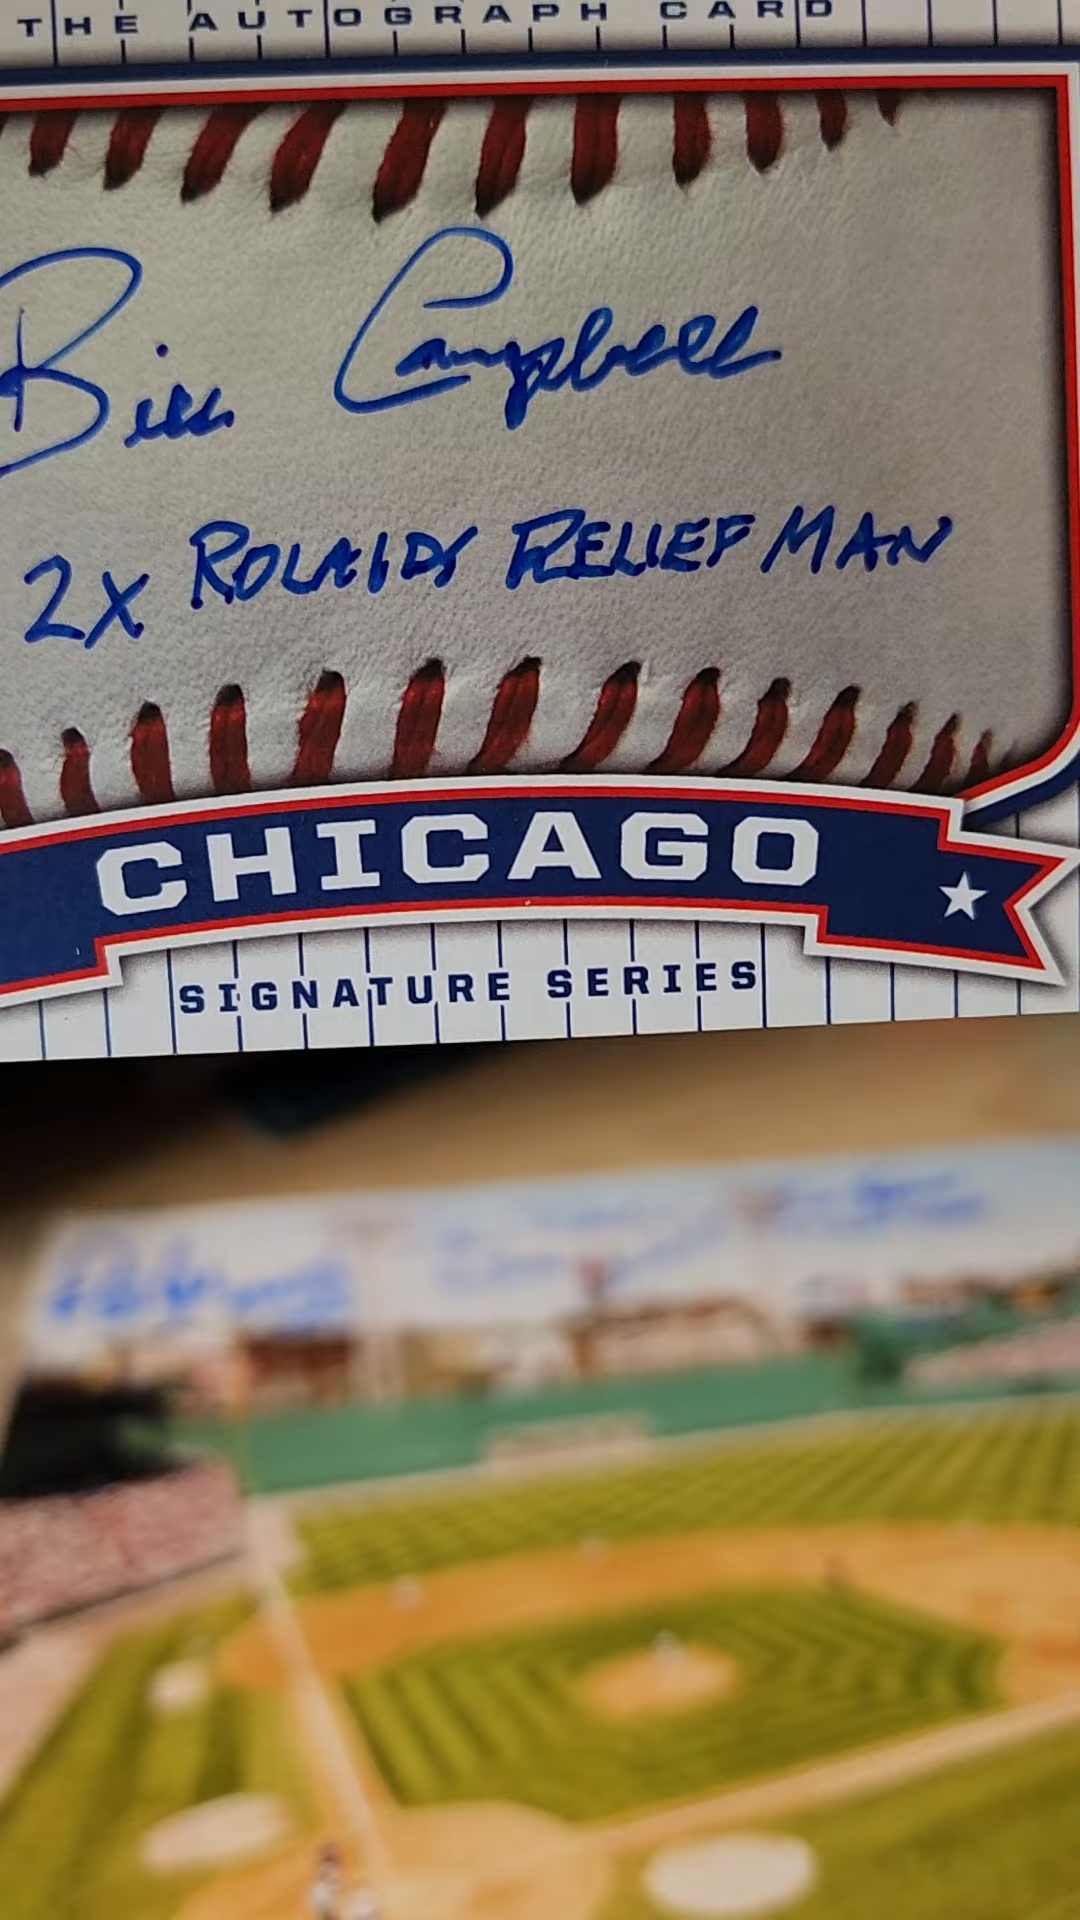 THE AUTOGRAPH CARD
Bill Campbell
2X ROLAIDS RELIEF MAN
CHICAGO
SIGNATURE SERIES